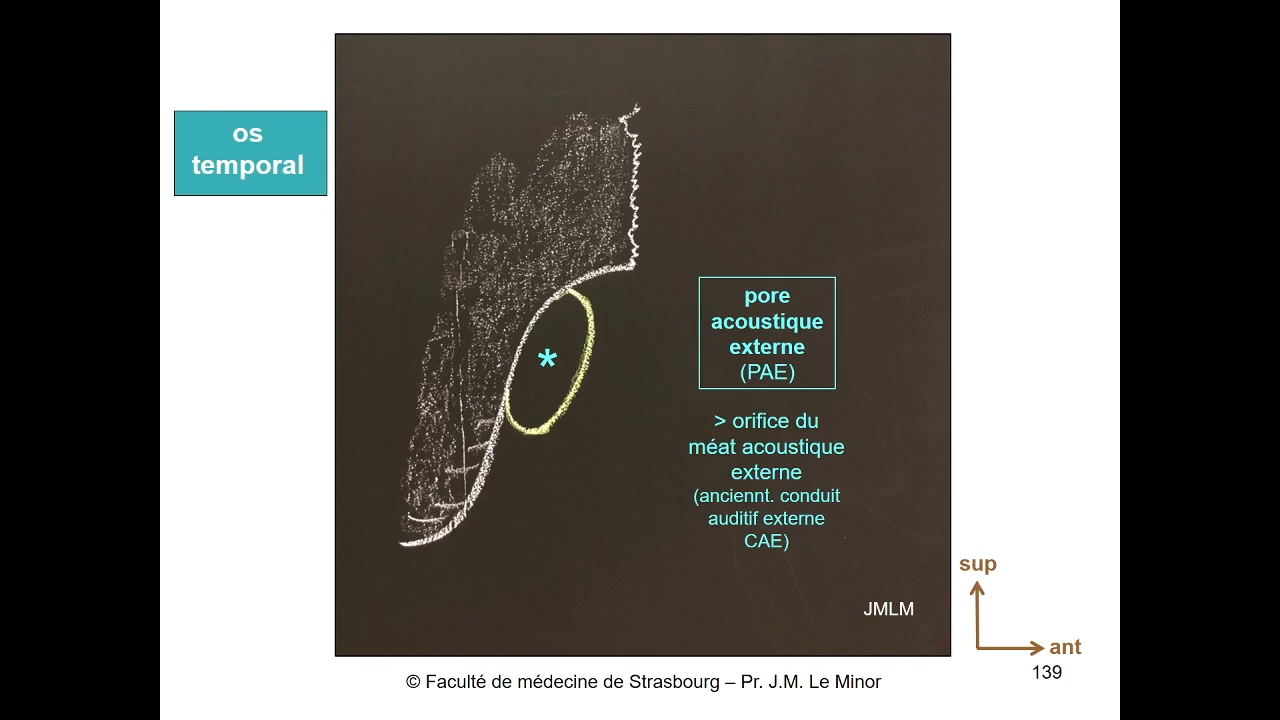 os
temporal
*
pore
acoustique
externe
(PAE)
> orifice du
méat acoustique
externe
(anciennt. conduit
auditif externe
CAE)
JMLM
sup
ant
139
© Faculté de médecine de Strasbourg – Pr. J.M. Le Minor